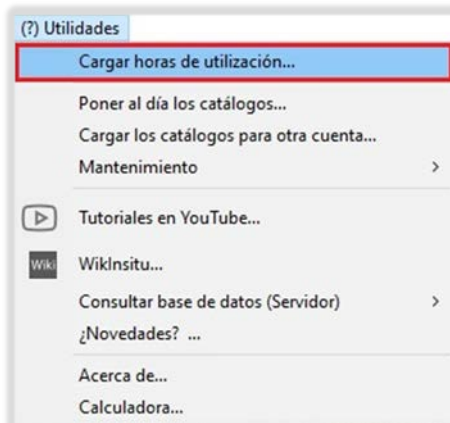 (?) Utilidades
Cargar horas de utilización...
Poner al día los catálogos...
Cargar los catálogos para otra cuenta...
Mantenimiento
Tutoriales en YouTube...
Wiki WikInsitu...
Consultar base de datos (Servidor)
¿Novedades? ...
Acerca de...
Calculadora...